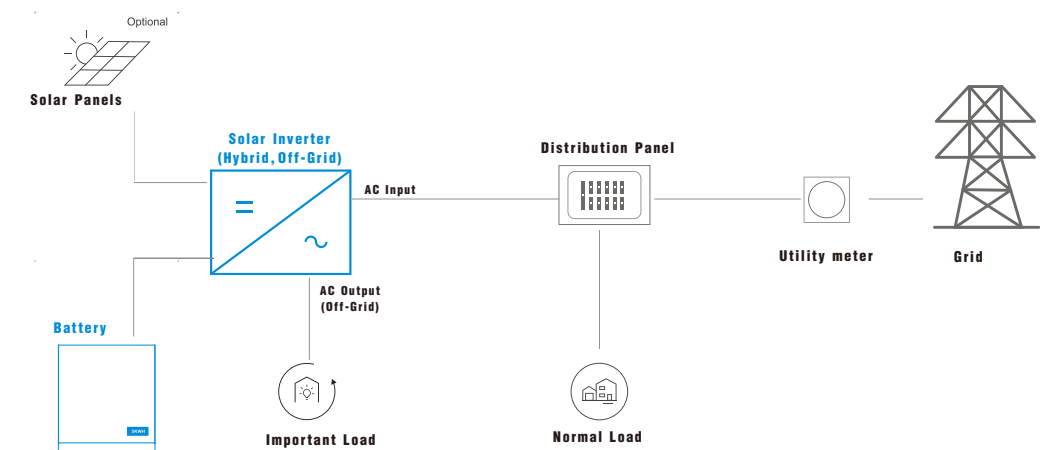 Optional
Solar Panels
Solar Inverter
(Hybrid, Off-Grid)
AC Input
Distribution Panel
Utility meter
Grid
AC Output
(Off-Grid)
Battery
5KWH
Important Load
Normal Load